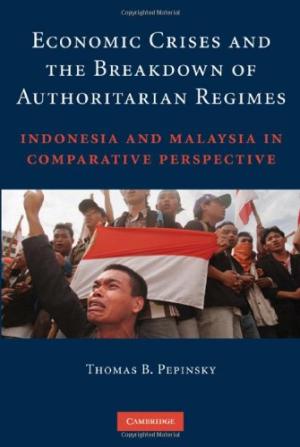 Economic Crises and
the Breakdown of
Authoritarian Regimes
Indonesia and Malaysia in
Comparative Perspective
Thomas B. Pepinsky
Cambridge